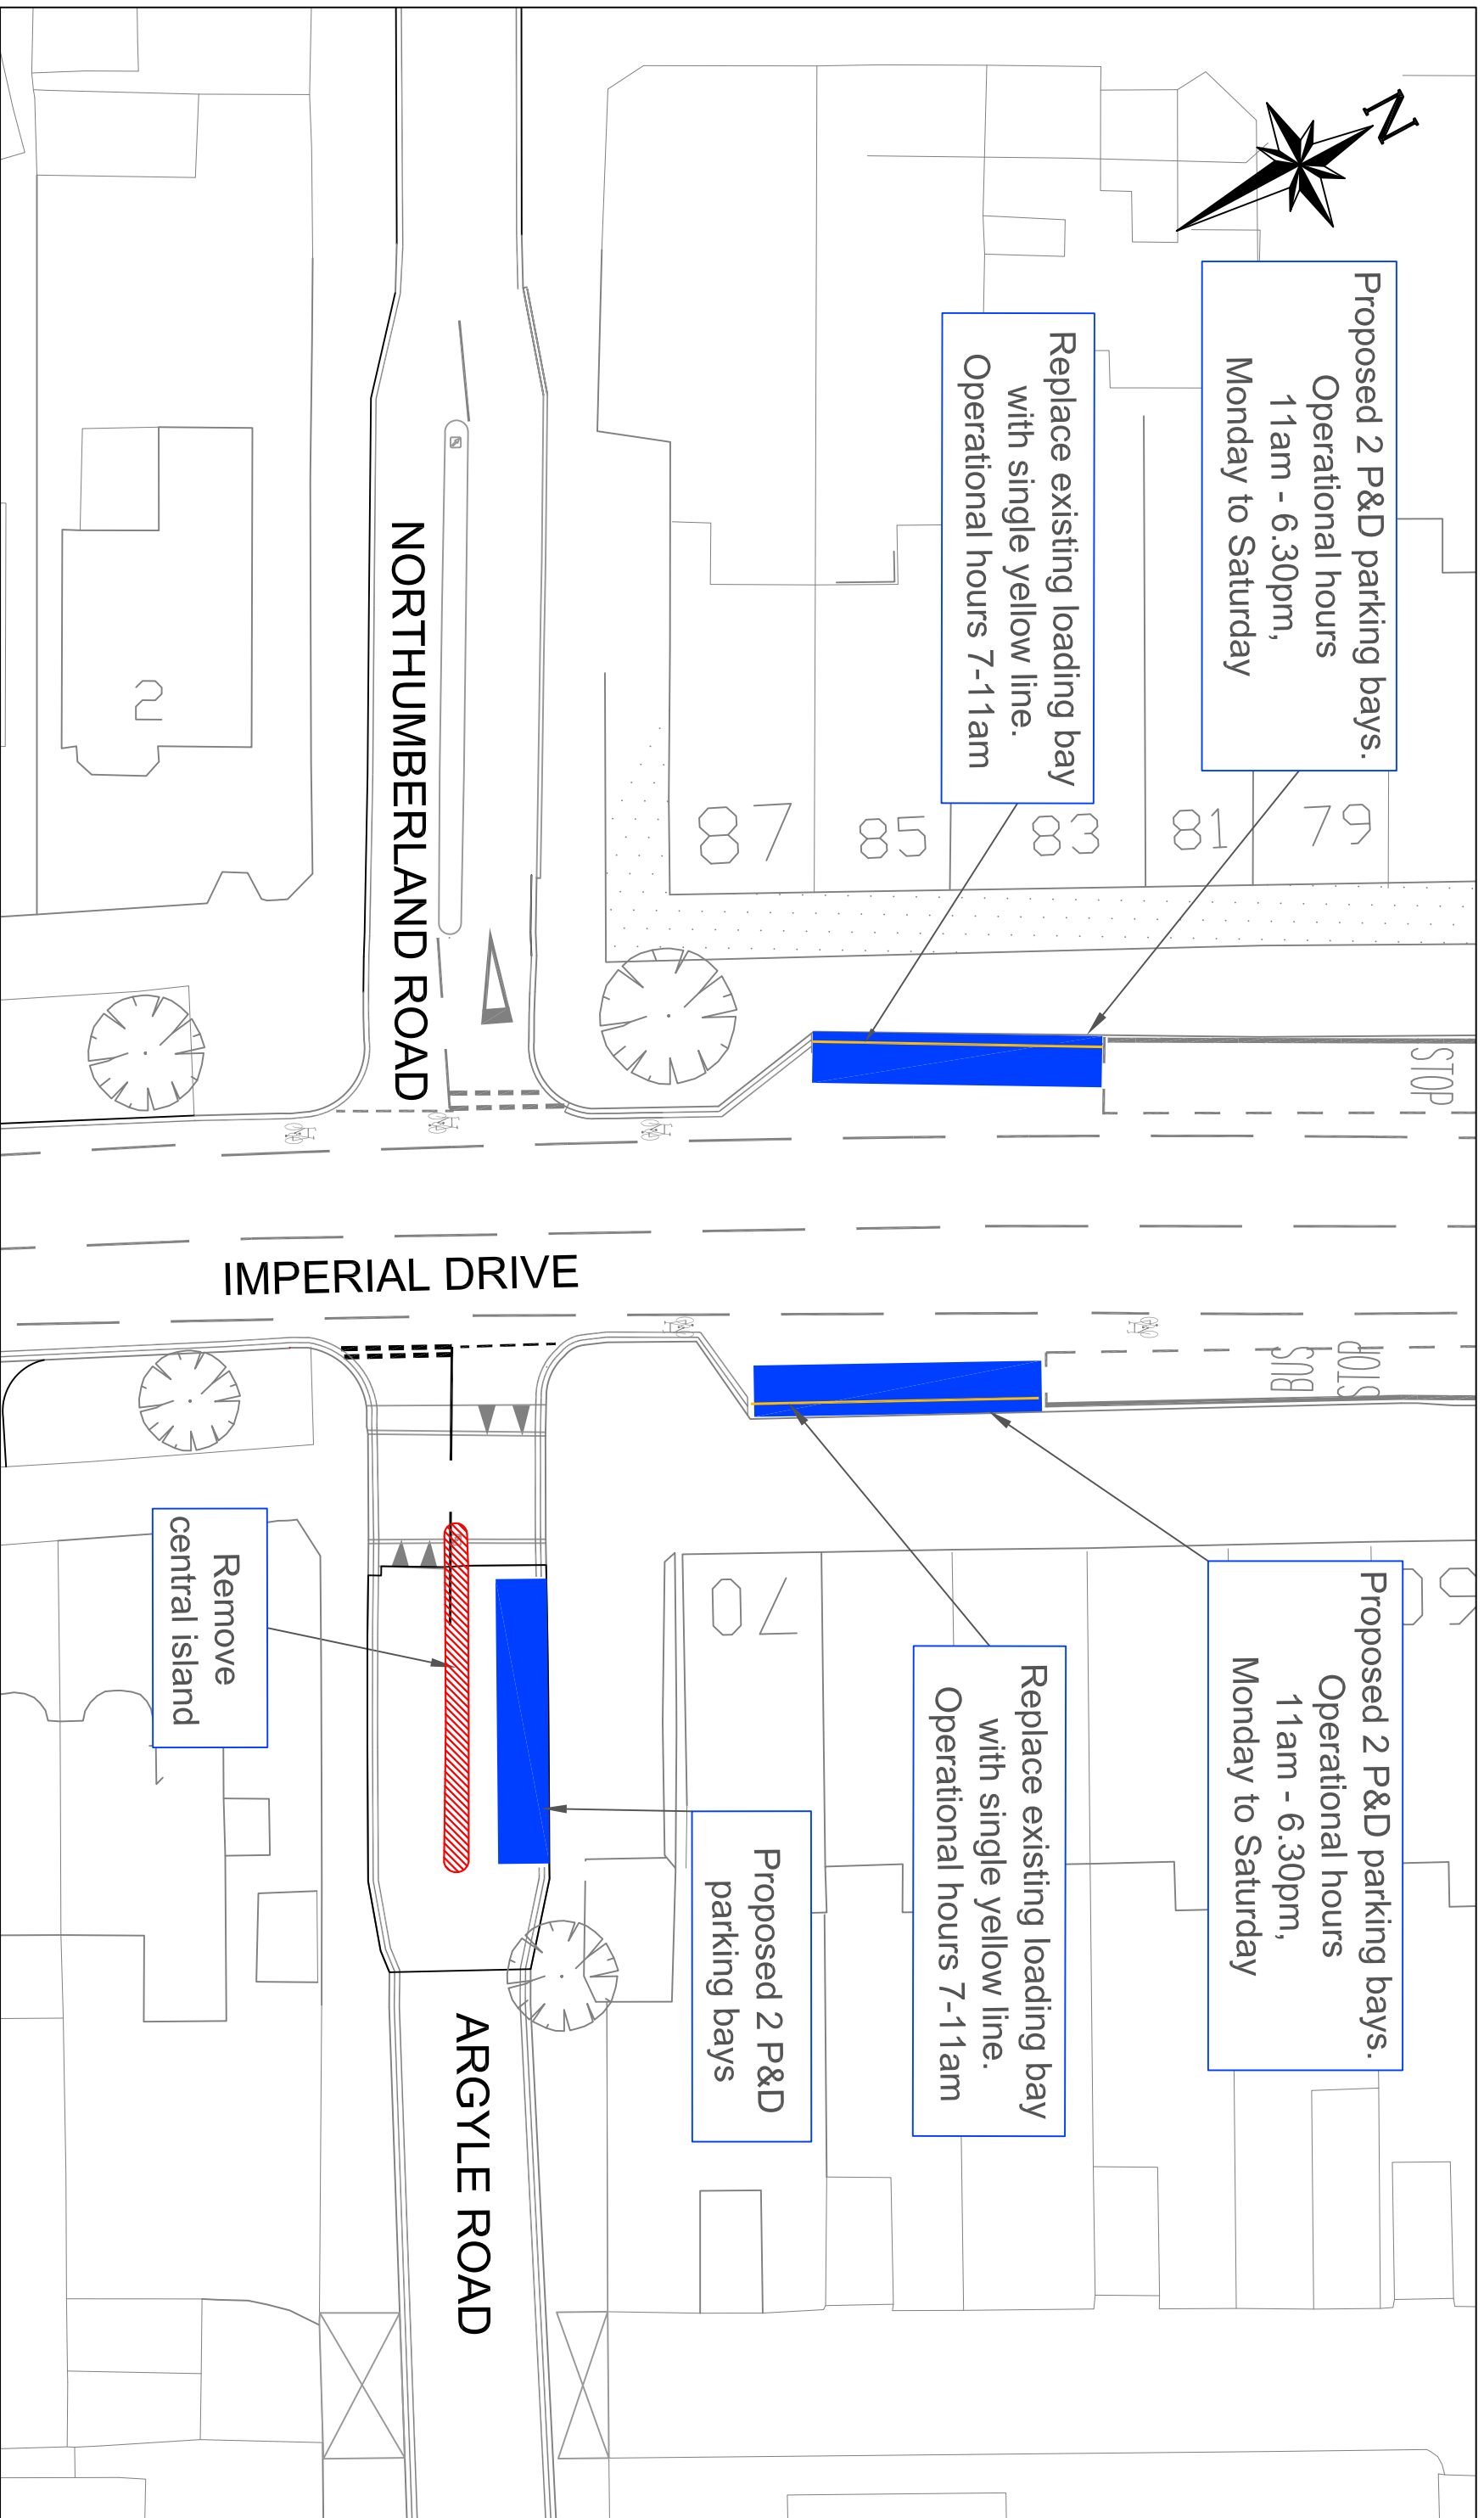 N
Proposed 2 P&D parking bays.
Operational hours
11am - 6.30pm,
Monday to Saturday
Replace existing loading bay
with single yellow line.
Operational hours 7-11am
NORTHUMBERLAND ROAD
2
87
85
83
81
79
STOP
IMPERIAL DRIVE
BUS
STOP
Remove
central island
70
Proposed 2 P&D parking bays.
Operational hours
11am - 6.30pm,
Monday to Saturday
Replace existing loading bay
with single yellow line.
Operational hours 7-11am
Proposed 2 P&D
parking bays
ARGYLE ROAD